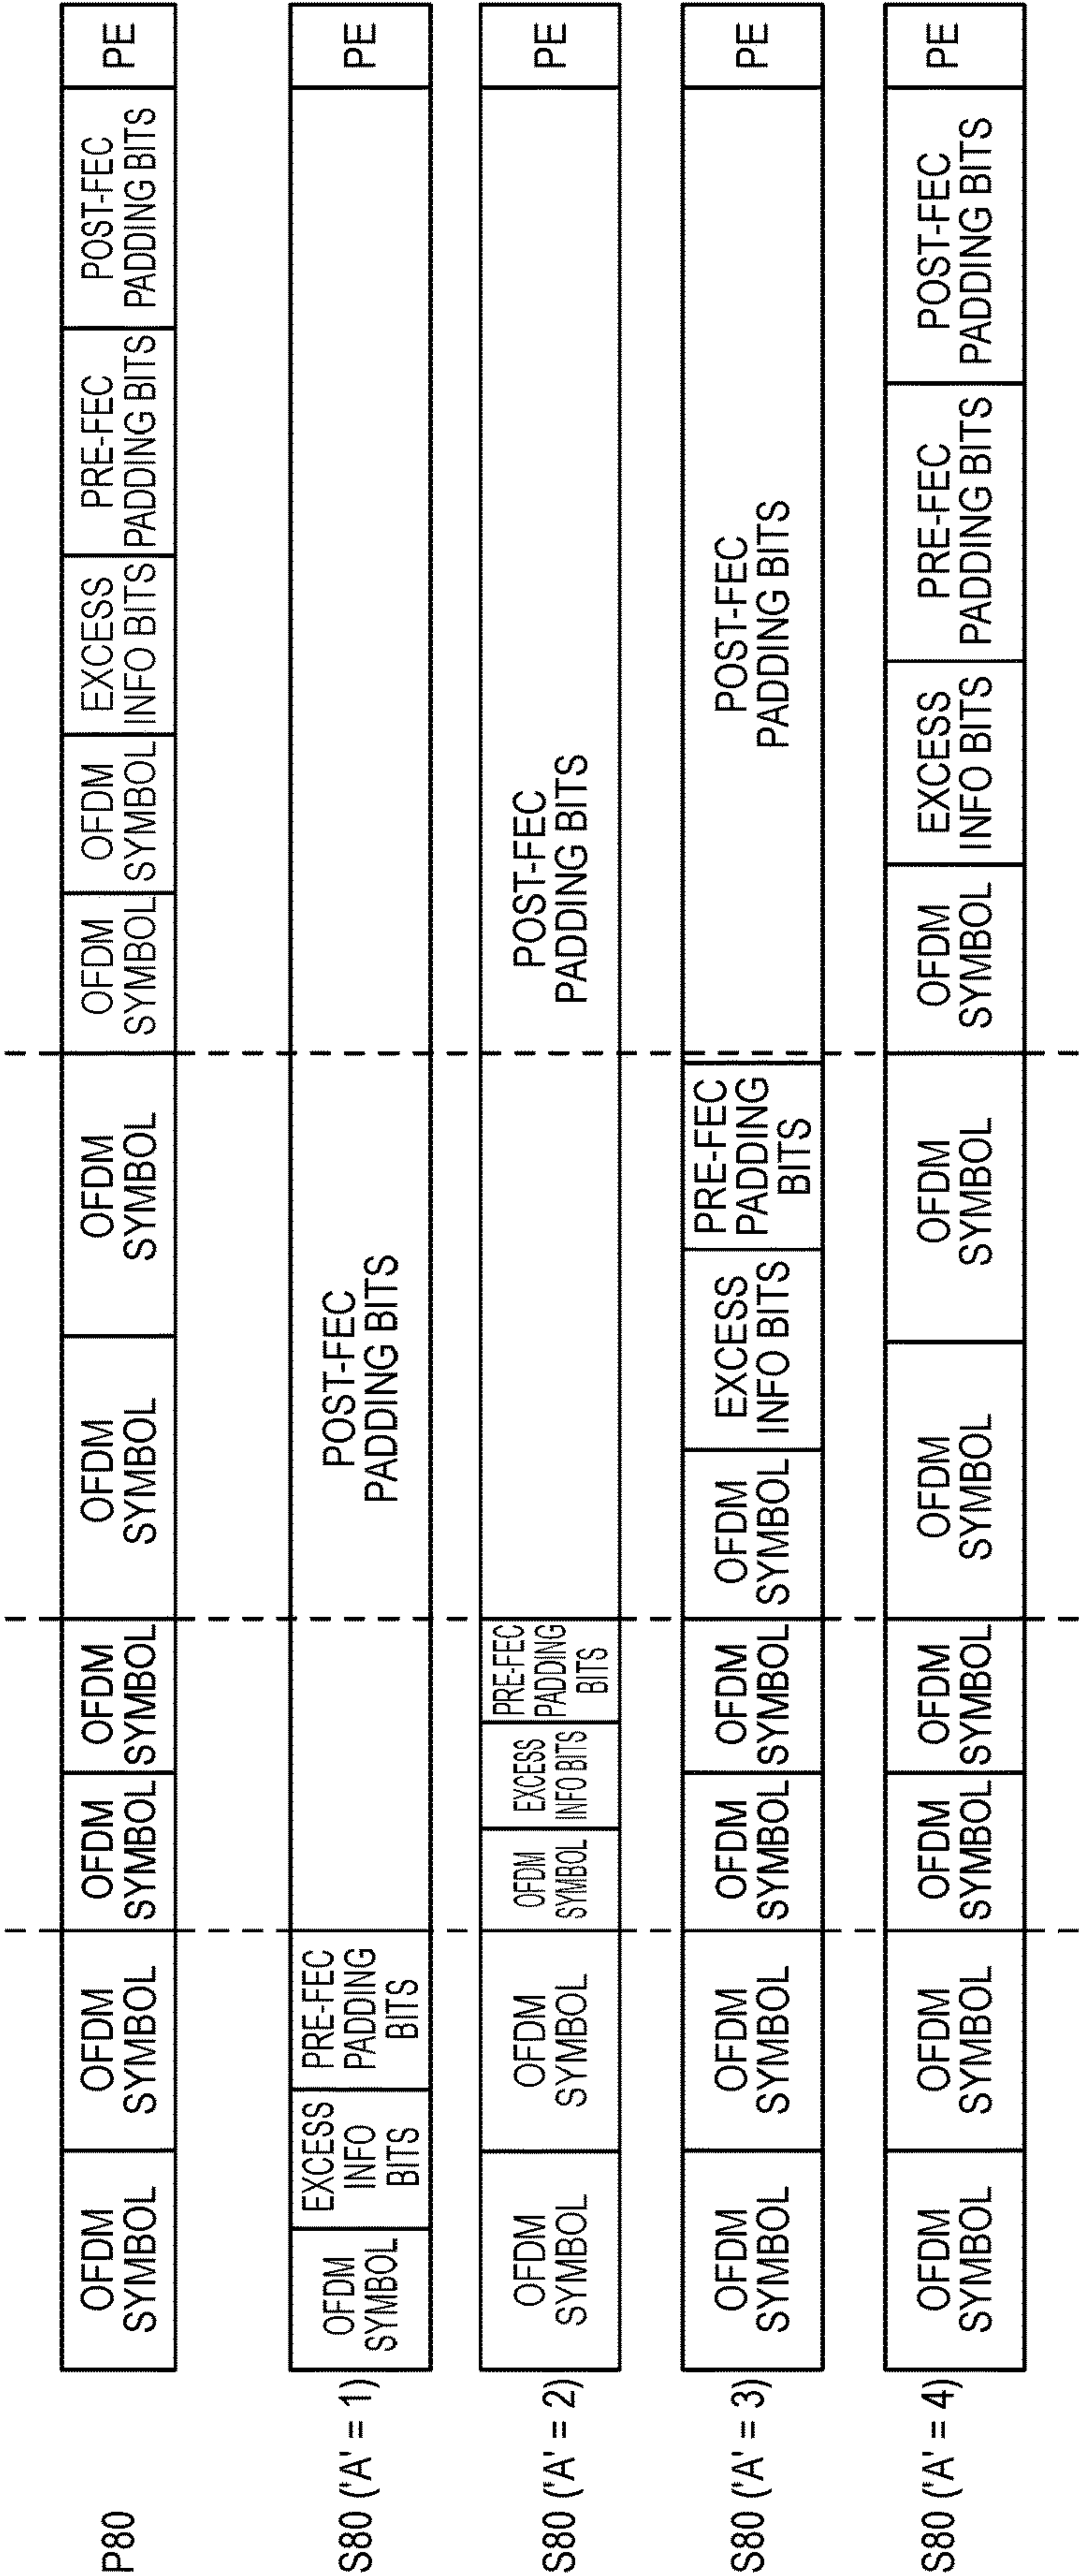 P80
OFDM
SYMBOL
OFDM
SYMBOL
OFDM
SYMBOL
OFDM
SYMBOL
OFDM
SYMBOL
OFDM
SYMBOL
OFDM
SYMBOL
OFDM
SYMBOL
EXCESS
INFO BITS
PRE-FEC
PADDING BITS
POST-FEC
PADDING BITS
PE
S80 ('A' = 1)
OFDM
SYMBOL
EXCESS
INFO
BITS
PRE-FEC
PADDING
BITS
POST-FEC
PADDING BITS
PE
S80 ('A' = 2)
OFDM
SYMBOL
OFDM
SYMBOL
OFDM
SYMBOL
EXCESS
INFO BITS
PRE-FEC
PADDING
BITS
POST-FEC
PADDING BITS
PE
S80 ('A' = 3)
OFDM
SYMBOL
OFDM
SYMBOL
OFDM
SYMBOL
OFDM
SYMBOL
OFDM
SYMBOL
EXCESS
INFO BITS
PRE-FEC
PADDING
BITS
POST-FEC
PADDING BITS
PE
S80 ('A' = 4)
OFDM
SYMBOL
OFDM
SYMBOL
OFDM
SYMBOL
OFDM
SYMBOL
OFDM
SYMBOL
OFDM
SYMBOL
OFDM
SYMBOL
EXCESS
INFO BITS
PRE-FEC
PADDING BITS
POST-FEC
PADDING BITS
PE